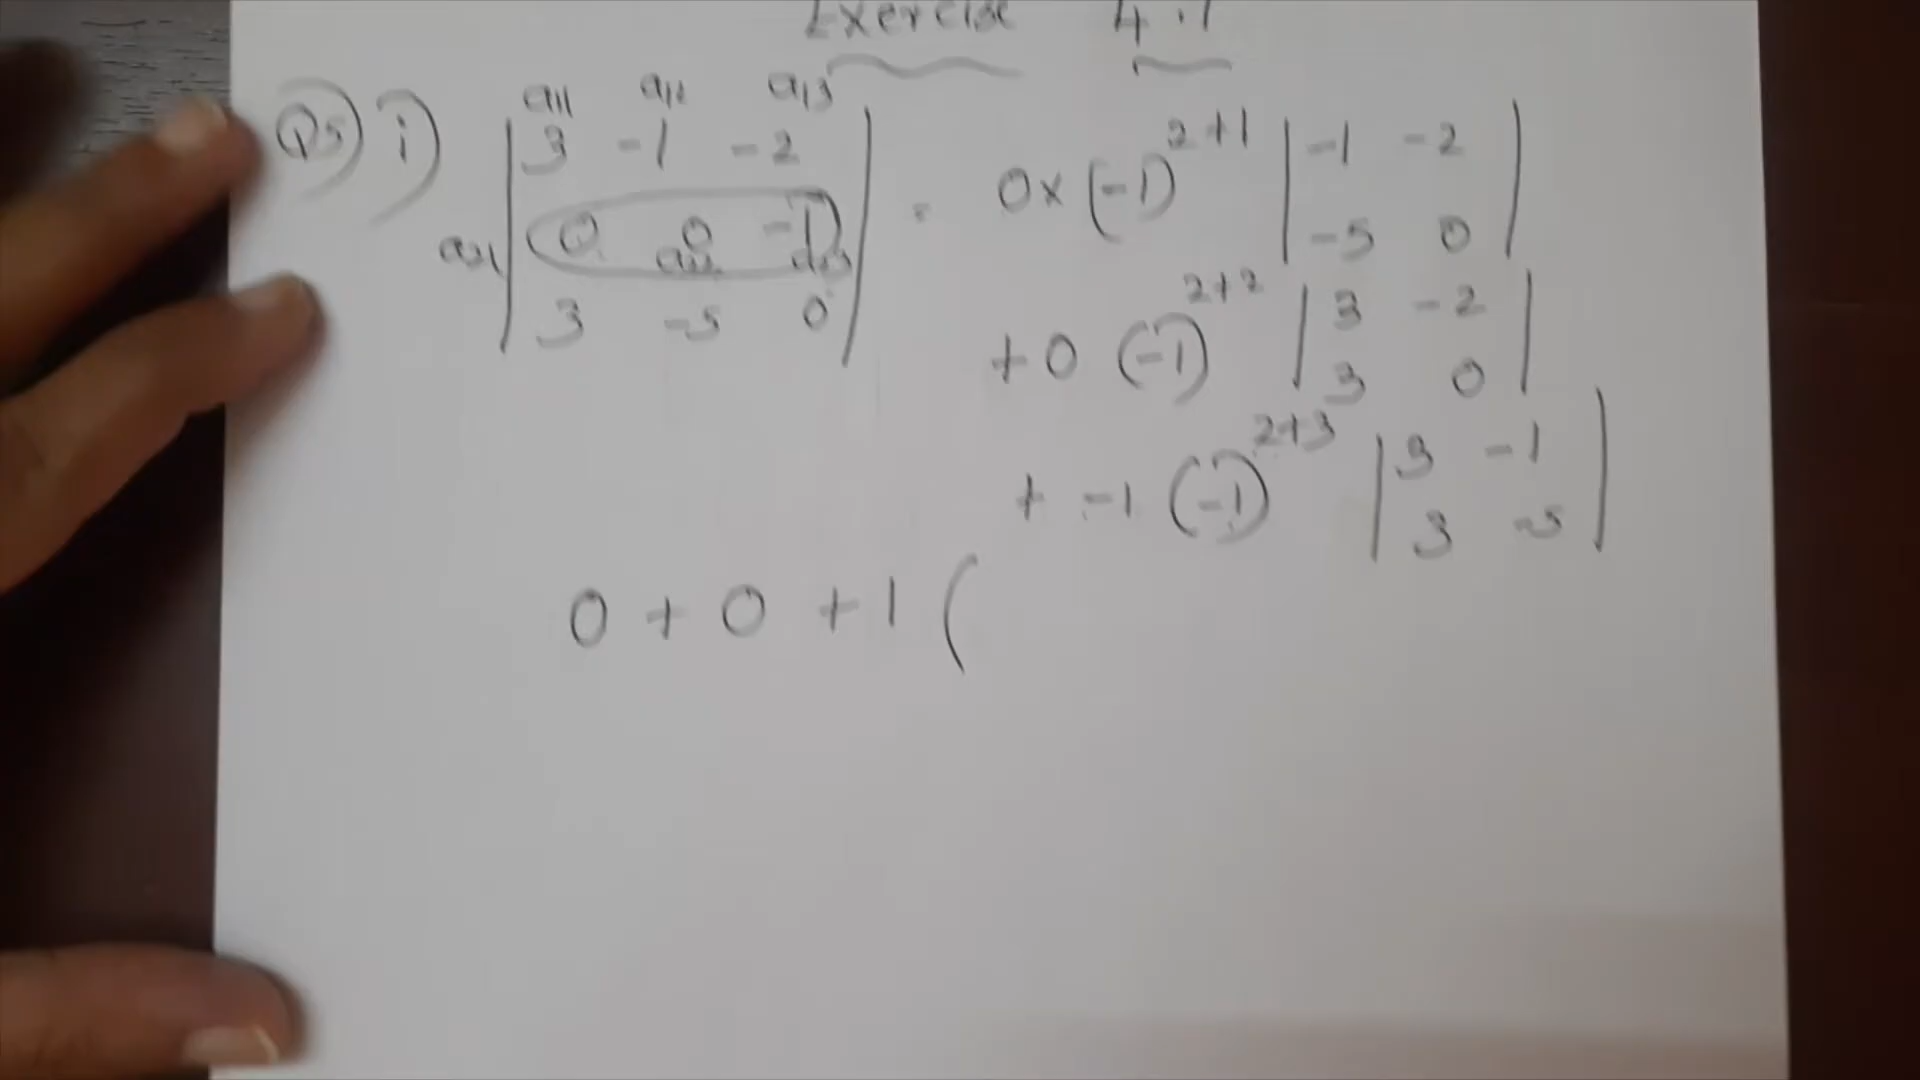 Exercise 4.1
Q5) i) a11 a12 a13
| 3 -1 -2 | = 0×(-1)^2+1 | -1 -2 |
a21 | 0 0 -1 | | -5 0 |
a22 a23
| 3 -5 0 | +0 (-1)^2+2 | 3 -2 |
| 3 0 |
+ -1 (-1)^2+3 | 3 -1 |
| 3 -5 |
0 + 0 + 1 (